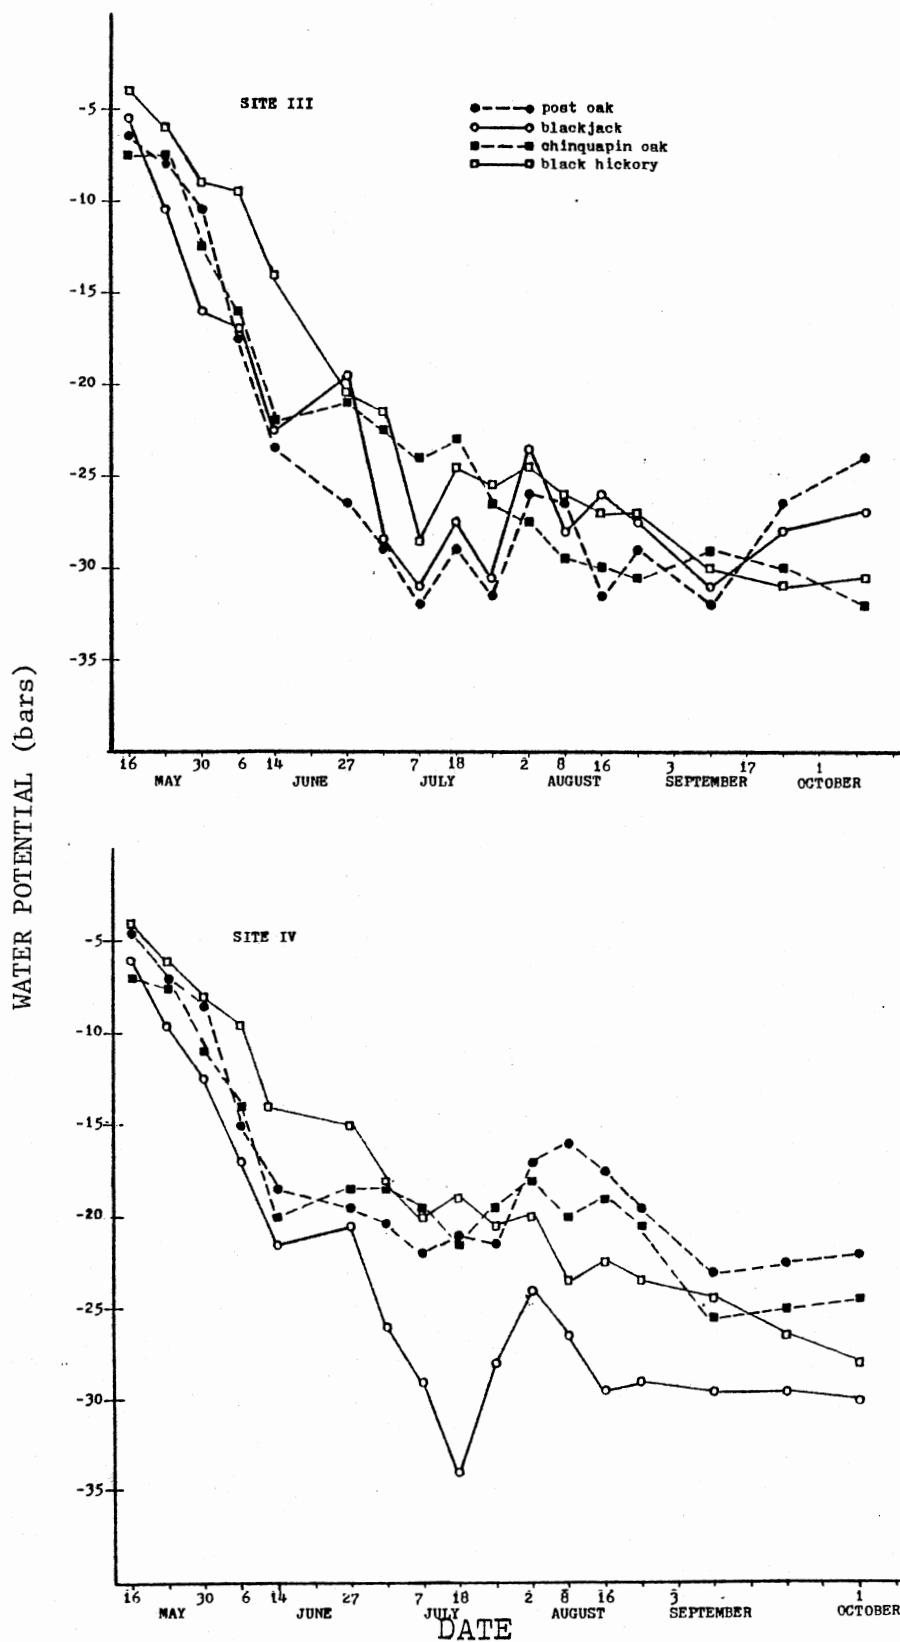 SITE III
post oak
blackjack
chinquapin oak
black hickory
-5
-10
-15
-20
-25
-30
-35
16 30 6 14 27 7 18 2 8 16 3 17 1
MAY JUNE JULY AUGUST SEPTEMBER OCTOBER
WATER POTENTIAL (bars)
SITE IV
-5
-10
-15
-20
-25
-30
-35
16 30 6 14 27 7 18 2 8 16 3 1
MAY JUNE JULY AUGUST SEPTEMBER OCTOBER
DATE